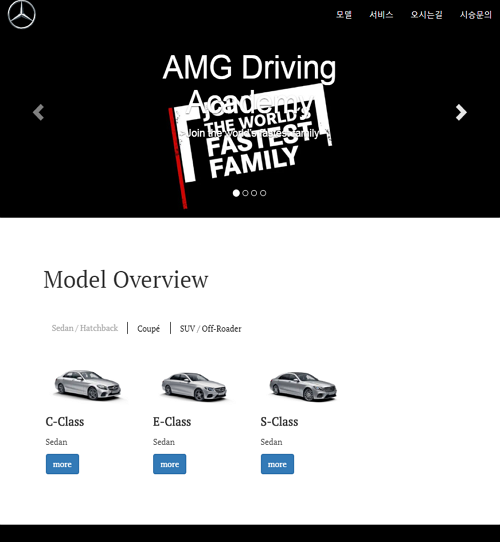 모델 서비스 오시는길 시승문의
AMG Driving
Academy
JOIN
THE WORLD'S
FASTEST
FAMILY
Join the world's fastest family
Model Overview
Sedan / Hatchback Coupé SUV / Off-Roader
C-Class E-Class S-Class
Sedan Sedan Sedan
more more more